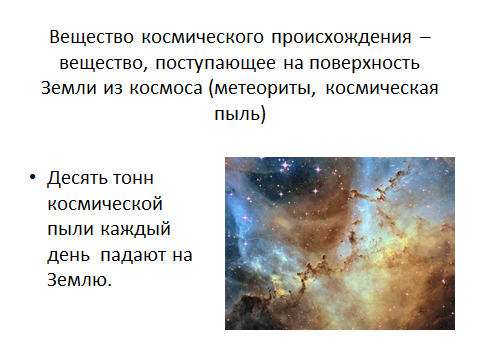 Вещество космического происхождения –
вещество, поступающее на поверхность
Земли из космоса (метеориты, космическая
пыль)
• Десять тонн
космической
пыли каждый
день падают на
Землю.